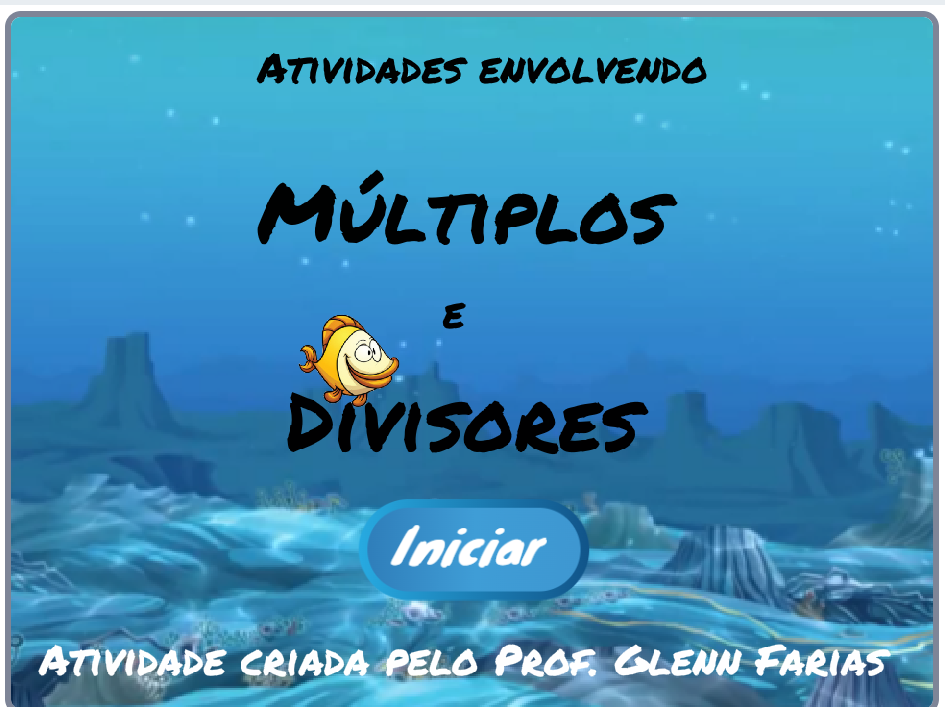 Atividades envolvendo
Múltiplos
e
Divisores
Iniciar
Atividade criada pelo Prof. Glenn Farias